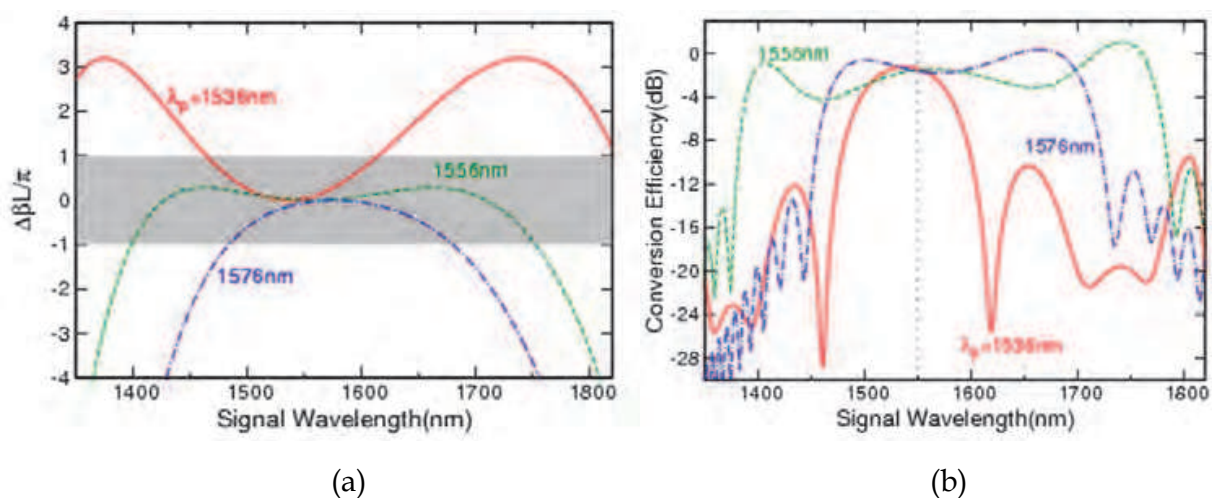 4
3
2
1
0
-1
-2
-3
-4
ΔβL/π
λp=1536nm
1556nm
1576nm
1400 1500 1600 1700 1800
Signal Wavelength(nm)
(a)
0
-4
-8
-12
-16
-20
-24
-28
Conversion Efficiency(dB)
1556nm
1576nm
λp=1536nm
1400 1500 1600 1700 1800
Signal Wavelength(nm)
(b)